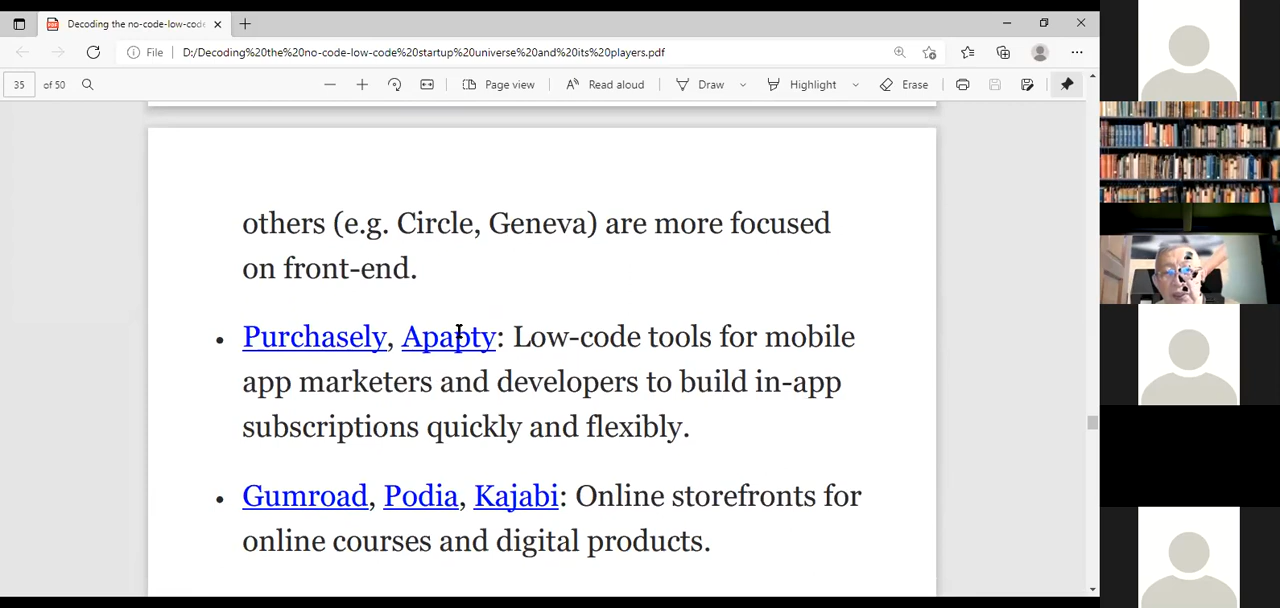 Decoding the no-code-low-code
File D:/Decoding%20the%20no-code-low-code%20startup%20universe%20and%20its%20players.pdf
35 of 50 Page view Read aloud Draw Highlight Erase
others (e.g. Circle, Geneva) are more focused
on front-end.
• Purchasely, Apapty: Low-code tools for mobile
app marketers and developers to build in-app
subscriptions quickly and flexibly.
• Gumroad, Podia, Kajabi: Online storefronts for
online courses and digital products.